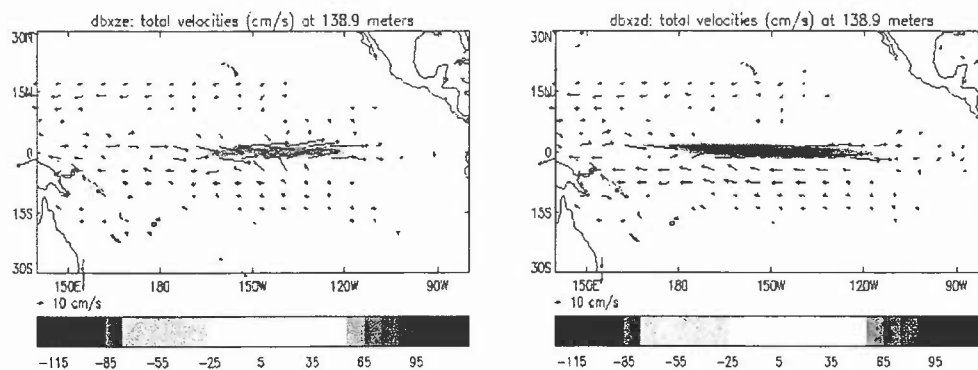 dbxze: total velocities (cm/s) at 138.9 meters
30N
15N
0
15S
30S
150E 180 150W 120W 90W
10 cm/s
-115 -85 -55 -25 5 35 65 95
dbxzd: total velocities (cm/s) at 138.9 meters
30N
15N
0
15S
30S
150E 180 150W 120W 90W
10 cm/s
-115 -85 -55 -25 5 35 65 95